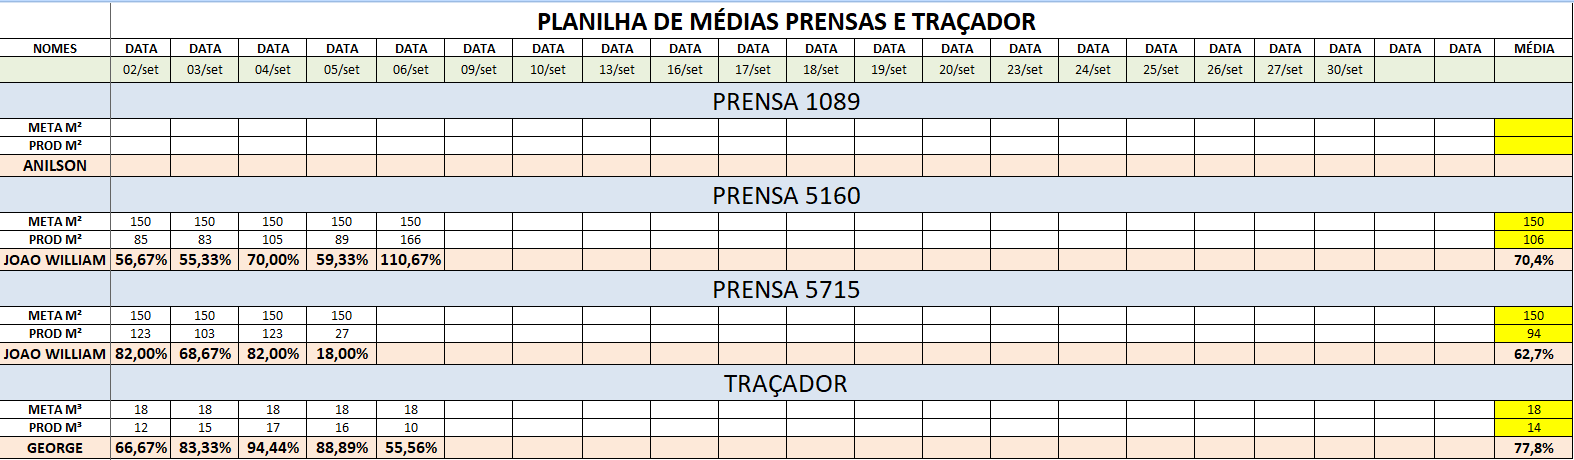 PLANILHA DE MÉDIAS PRENSAS E TRAÇADOR
NOMES DATA DATA DATA DATA DATA DATA DATA DATA DATA DATA DATA DATA DATA DATA DATA DATA DATA DATA DATA DATA DATA MÉDIA
02/set 03/set 04/set 05/set 06/set 09/set 10/set 13/set 16/set 17/set 18/set 19/set 20/set 23/set 24/set 25/set 26/set 27/set 30/set
PRENSA 1089
META M²
PROD M²
ANILSON
PRENSA 5160
META M² 150 150 150 150 150 150
PROD M² 85 83 105 89 166 106
JOAO WILLIAM 56,67% 55,33% 70,00% 59,33% 110,67% 70,4%
PRENSA 5715
META M² 150 150 150 150 150
PROD M² 123 103 123 27 94
JOAO WILLIAM 82,00% 68,67% 82,00% 18,00% 62,7%
TRAÇADOR
META M³ 18 18 18 18 18 18
PROD M³ 12 15 17 16 10 14
GEORGE 66,67% 83,33% 94,44% 88,89% 55,56% 77,8%